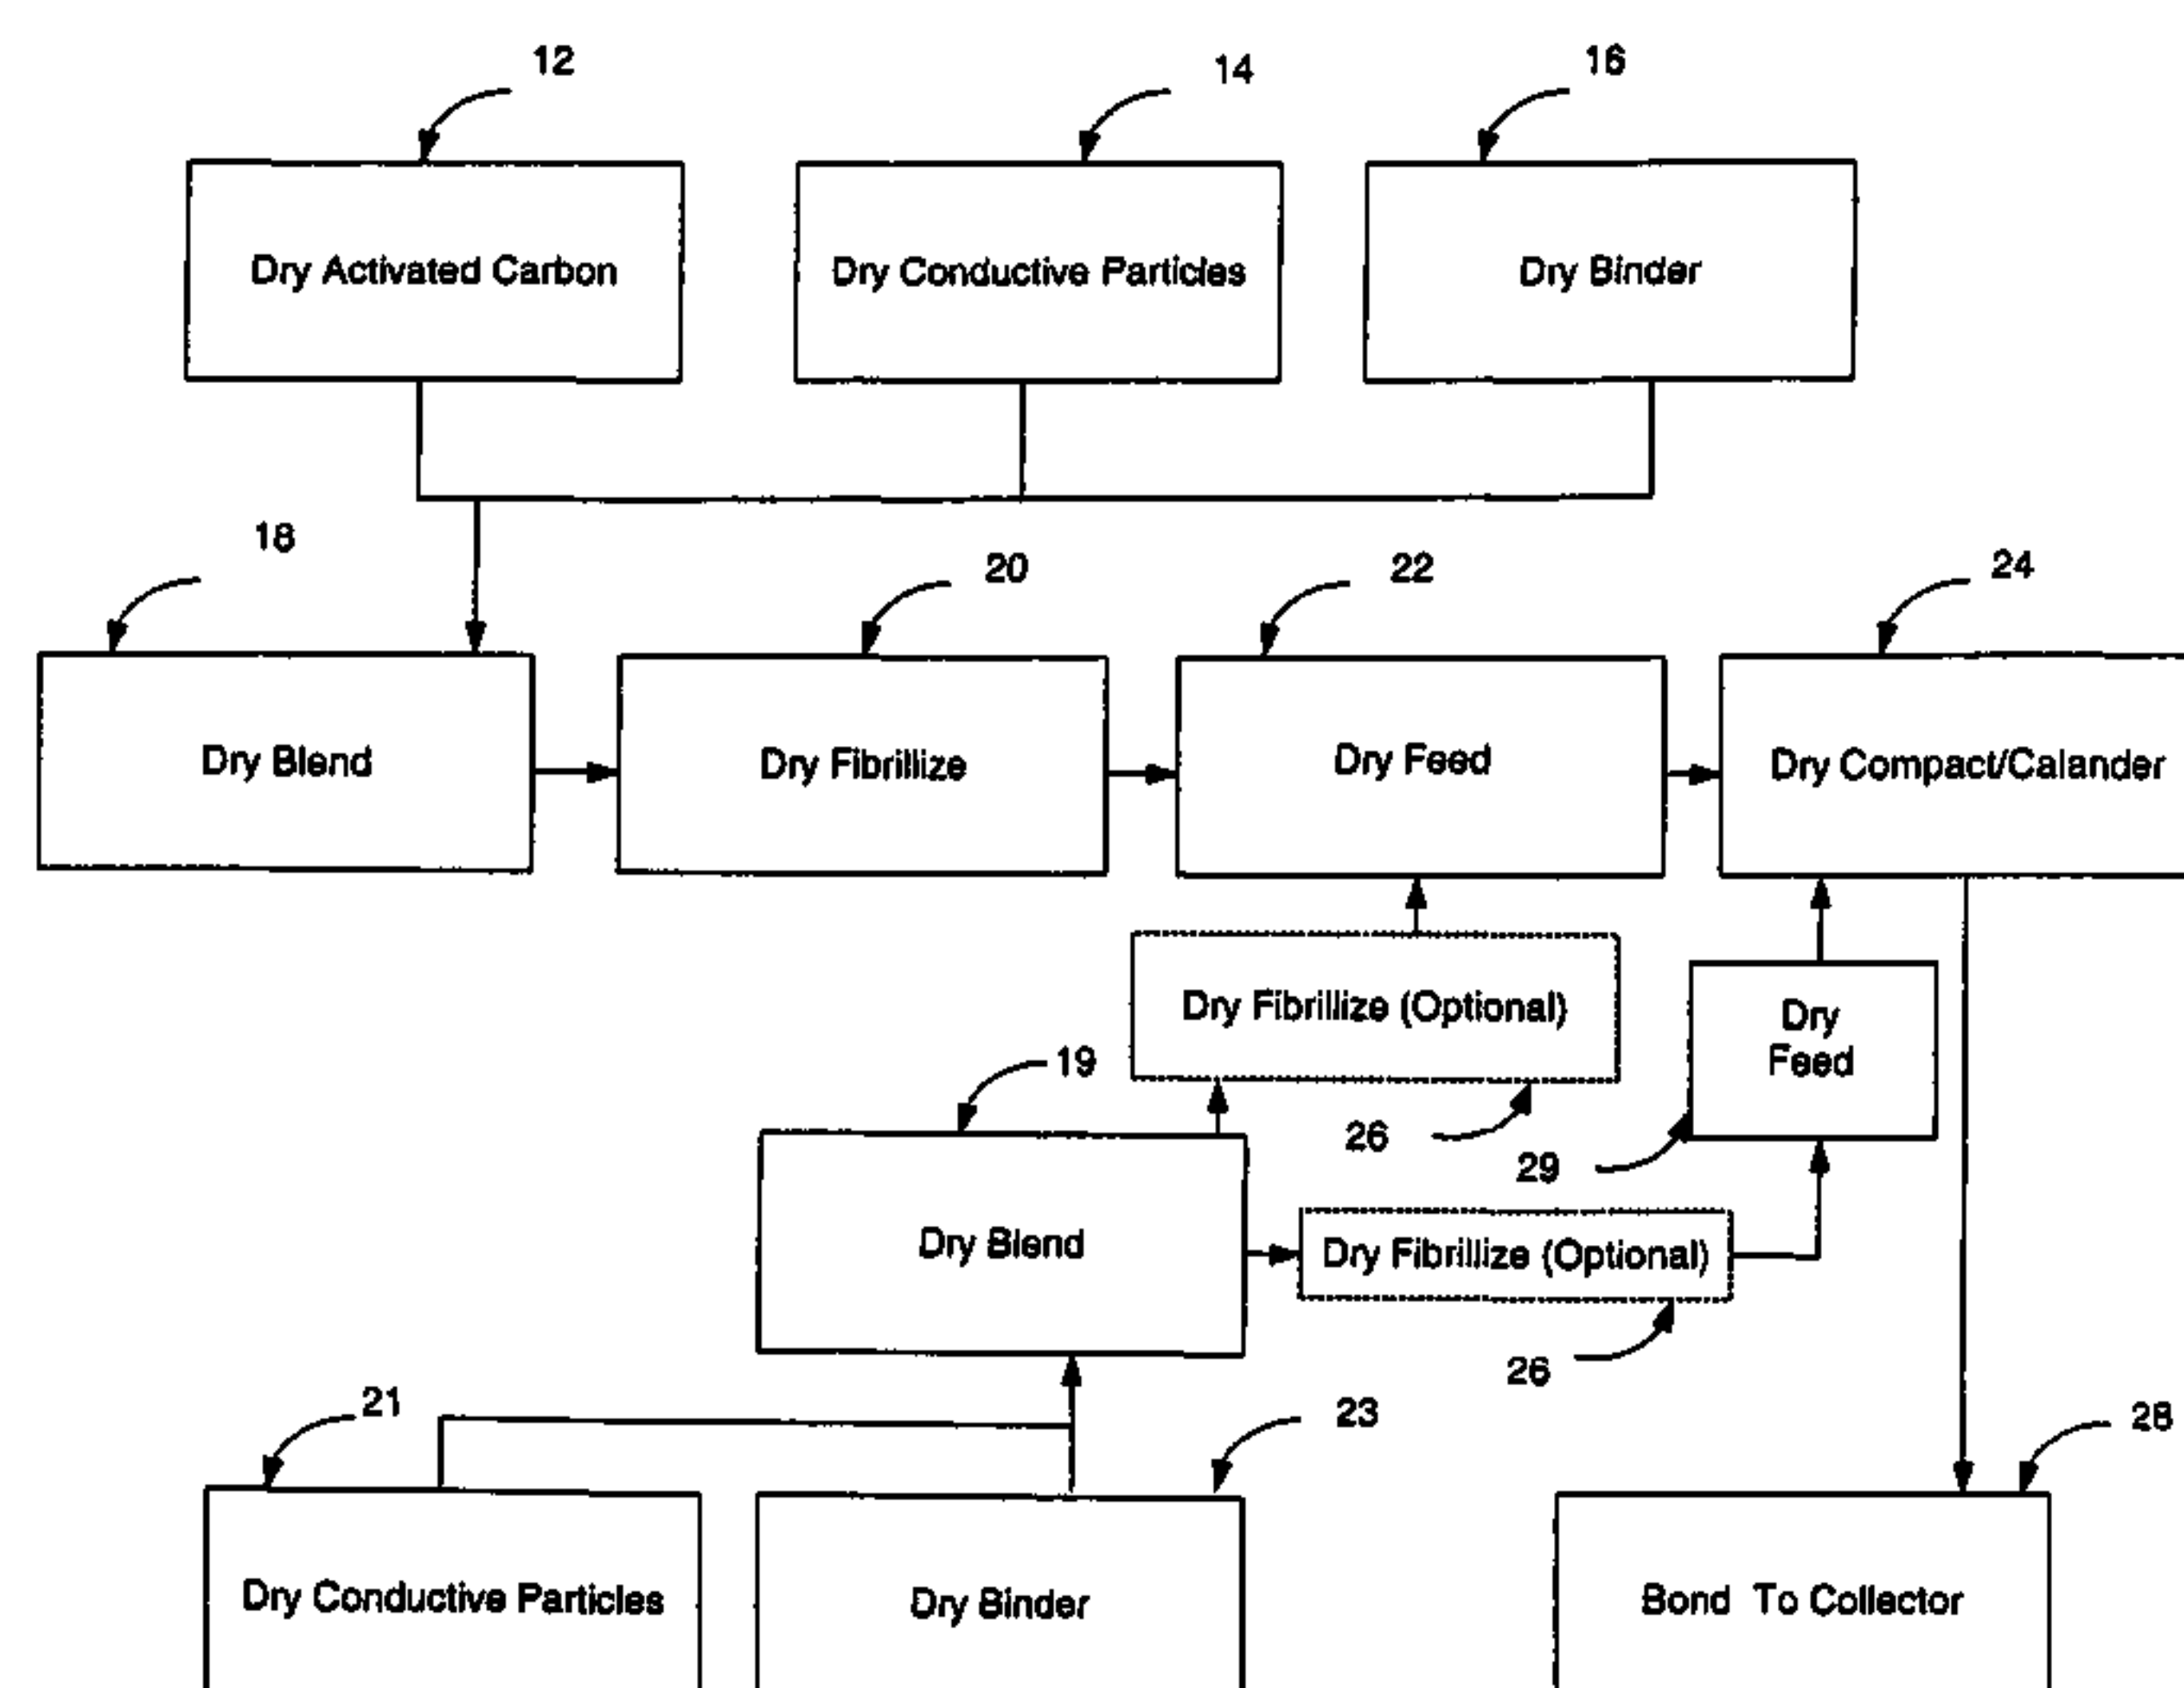 12
14
16
Dry Activated Carbon
Dry Conductive Particles
Dry Binder
18
20
22
24
Dry Blend
Dry Fibrillize
Dry Feed
Dry Compact/Calander
Dry Fibrillize (Optional)
Dry
Feed
19
26
29
Dry Blend
Dry Fibrillize (Optional)
26
21
23
28
Dry Conductive Particles
Dry Binder
Bond To Collector